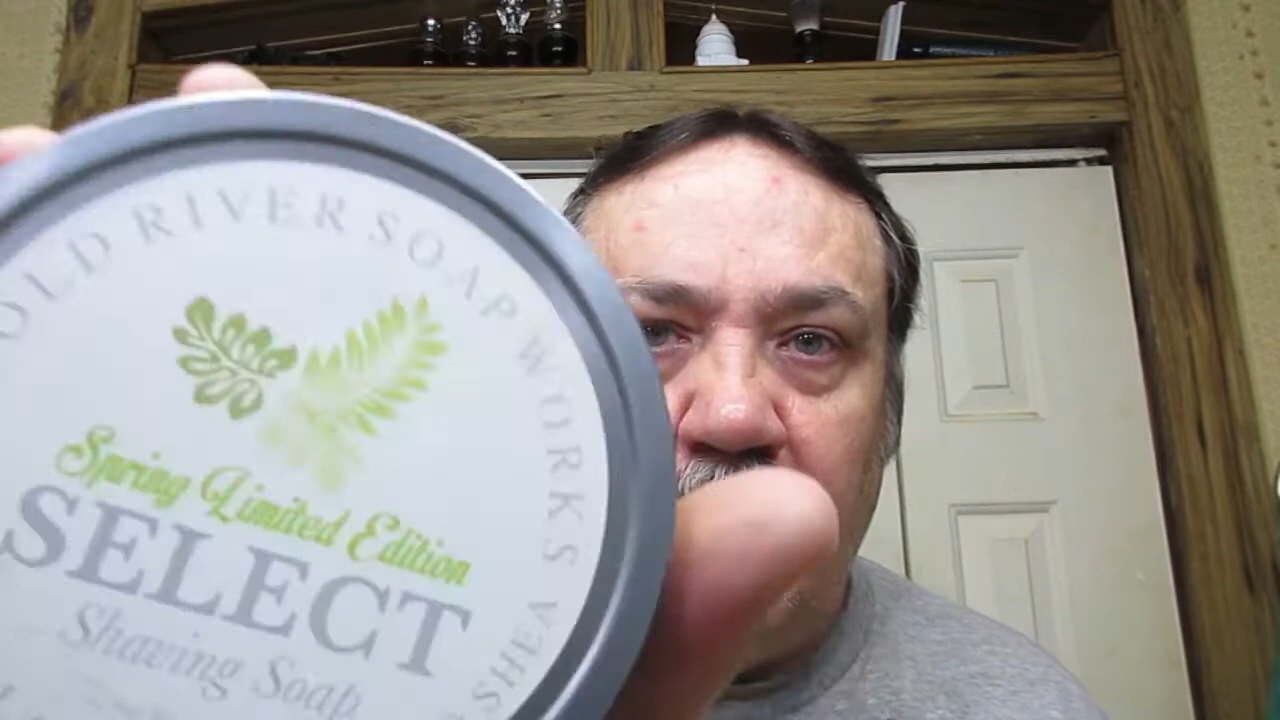 OLD RIVER SOAP WORKS
Spring Limited Edition
SELECT
Shaving Soap
SHEA